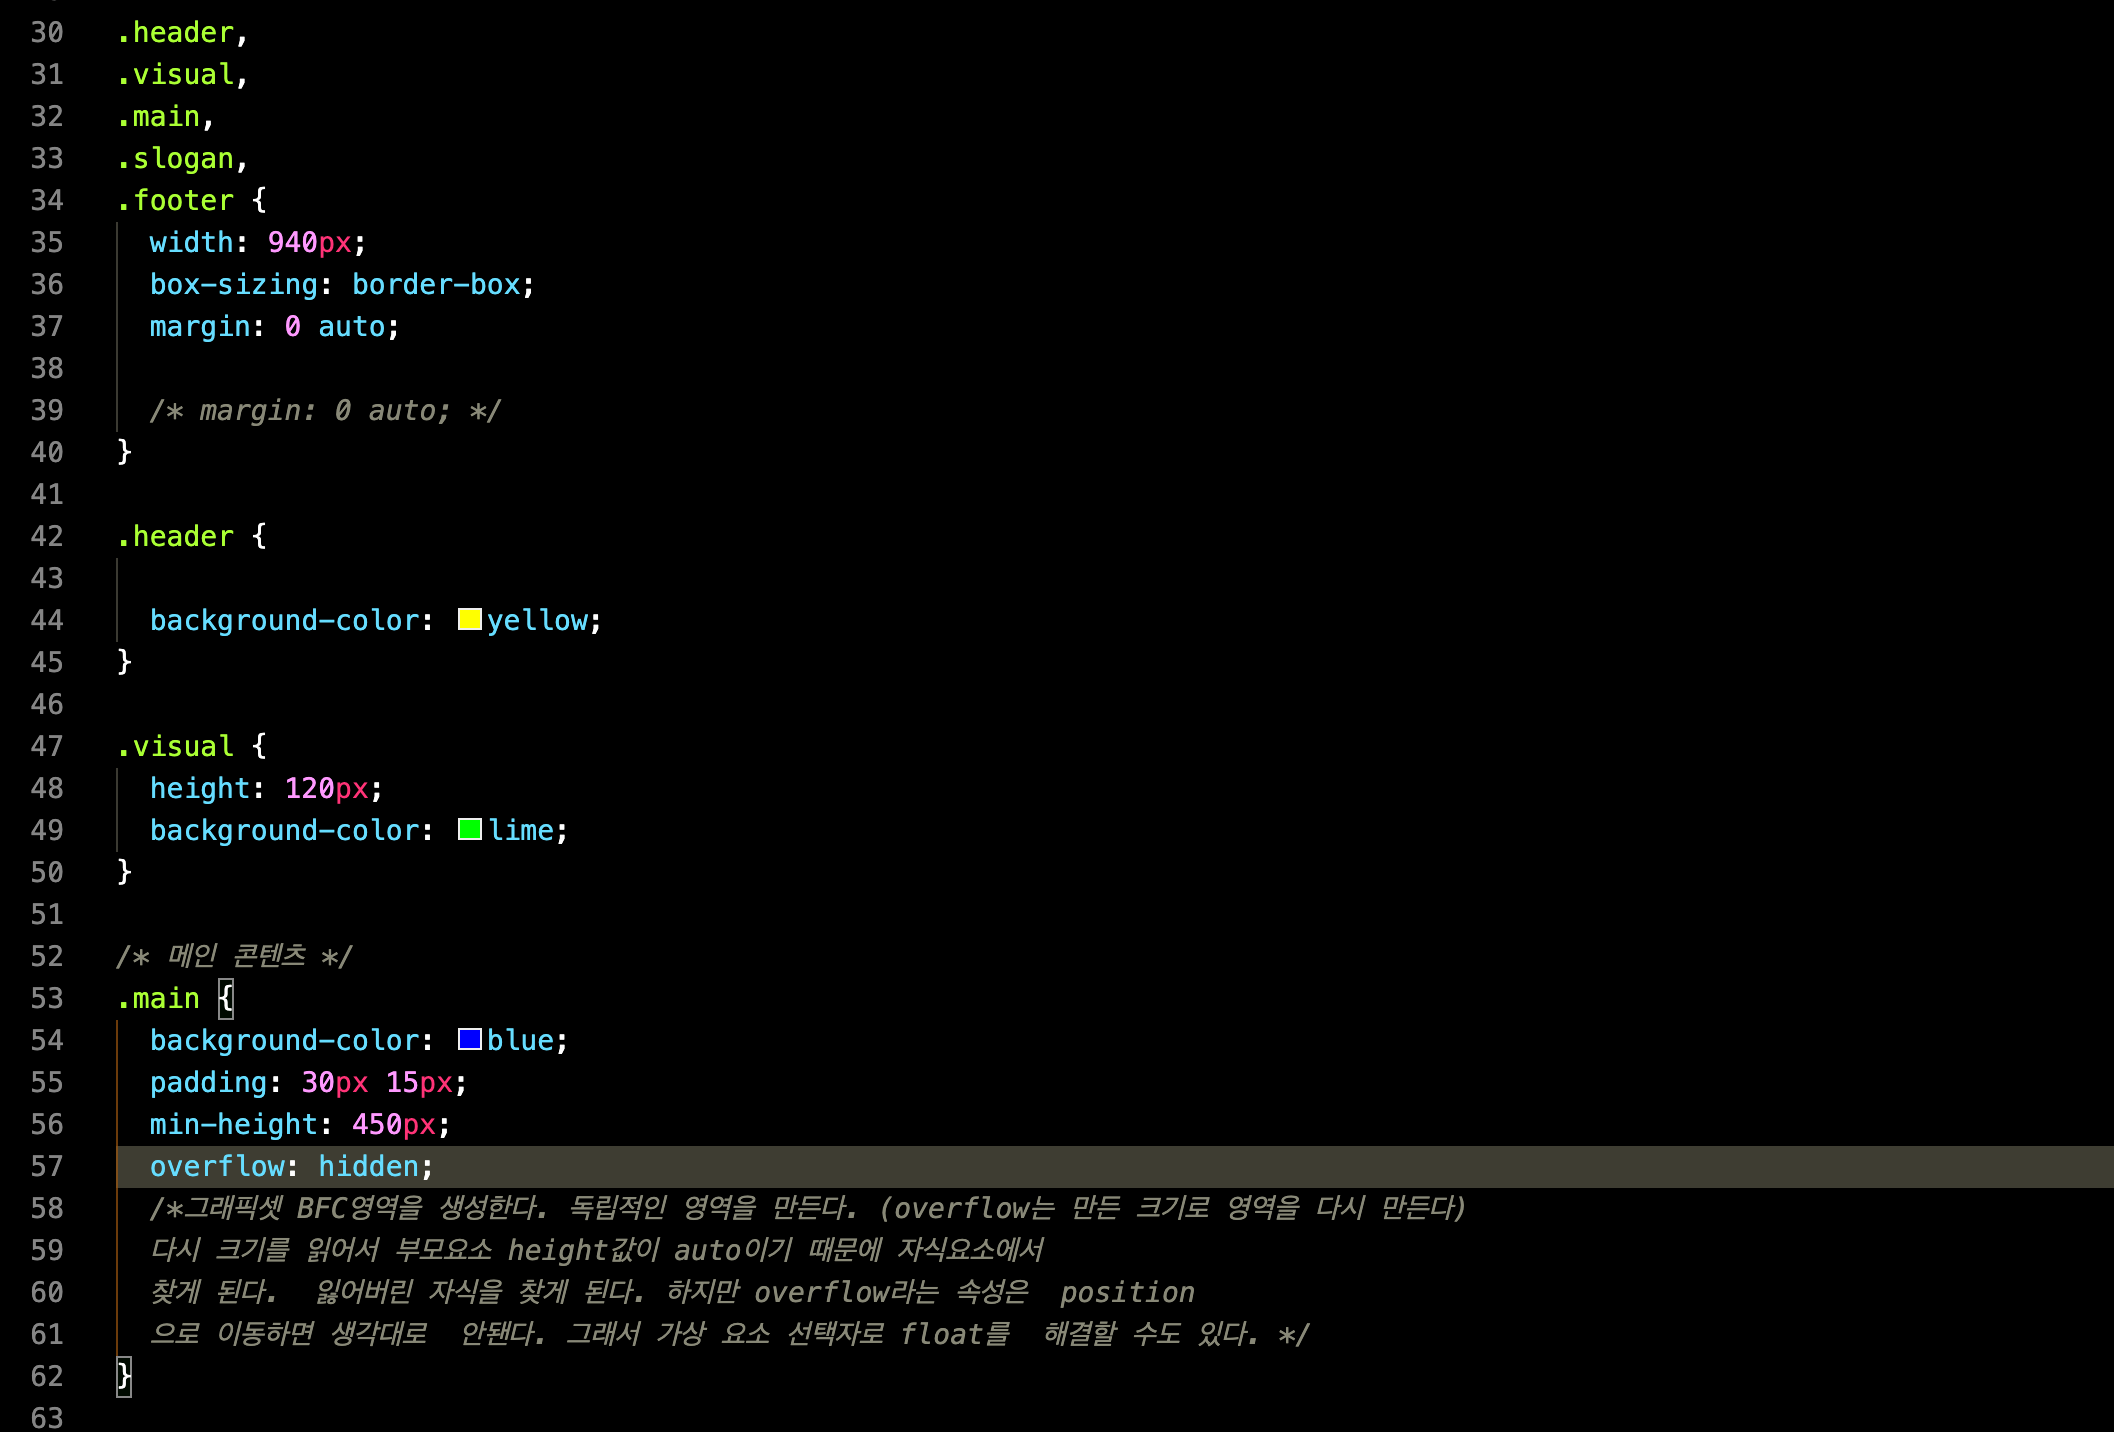 30 .header,
31 .visual,
32 .main,
33 .slogan,
34 .footer {
35 width: 940px;
36 box-sizing: border-box;
37 margin: 0 auto;
38
39 /* margin: 0 auto; */
40 }
41
42 .header {
43
44 background-color: yellow;
45 }
46
47 .visual {
48 height: 120px;
49 background-color: lime;
50 }
51
52 /* 메인 콘텐츠 */
53 .main {
54 background-color: blue;
55 padding: 30px 15px;
56 min-height: 450px;
57 overflow: hidden;
58 /*그래픽셋 BFC영역을 생성한다. 독립적인 영역을 만든다. (overflow는 만든 크기로 영역을 다시 만든다)
59 다시 크기를 읽어서 부모요소 height값이 auto이기 때문에 자식요소에서
60 찾게 된다. 잃어버린 자식을 찾게 된다. 하지만 overflow라는 속성은 position
61 으로 이동하면 생각대로 안됀다. 그래서 가상 요소 선택자로 float를 해결할 수도 있다. */
62 }
63